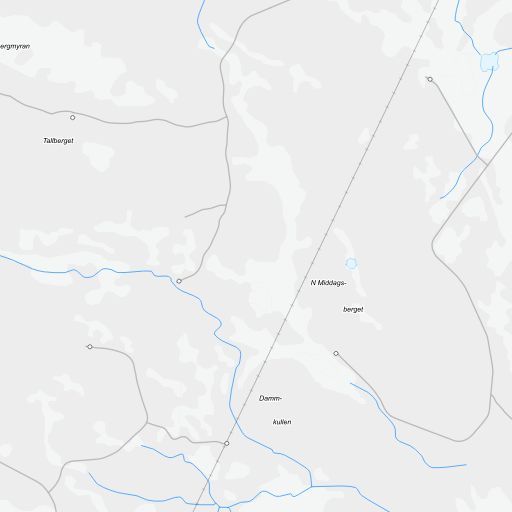 ergmyran
Tallberget
N Middags-
berget
Damm-
kullen